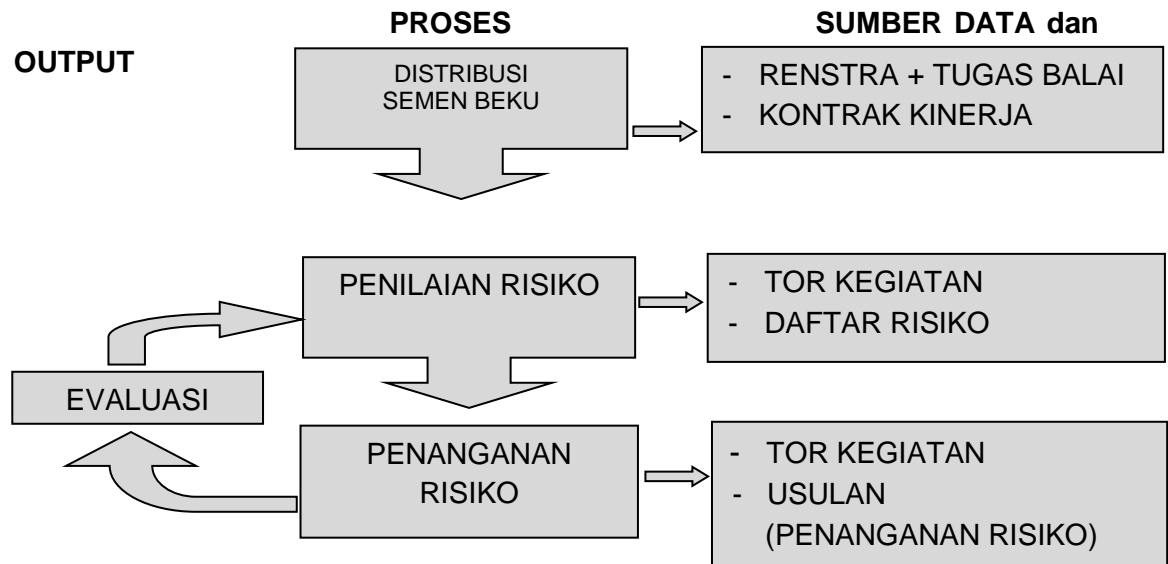 PROSES
SUMBER DATA dan
OUTPUT
DISTRIBUSI
SEMEN BEKU
- RENSTRA + TUGAS BALAI
- KONTRAK KINERJA
PENILAIAN RISIKO
- TOR KEGIATAN
- DAFTAR RISIKO
EVALUASI
PENANGANAN
RISIKO
- TOR KEGIATAN
- USULAN
(PENANGANAN RISIKO)